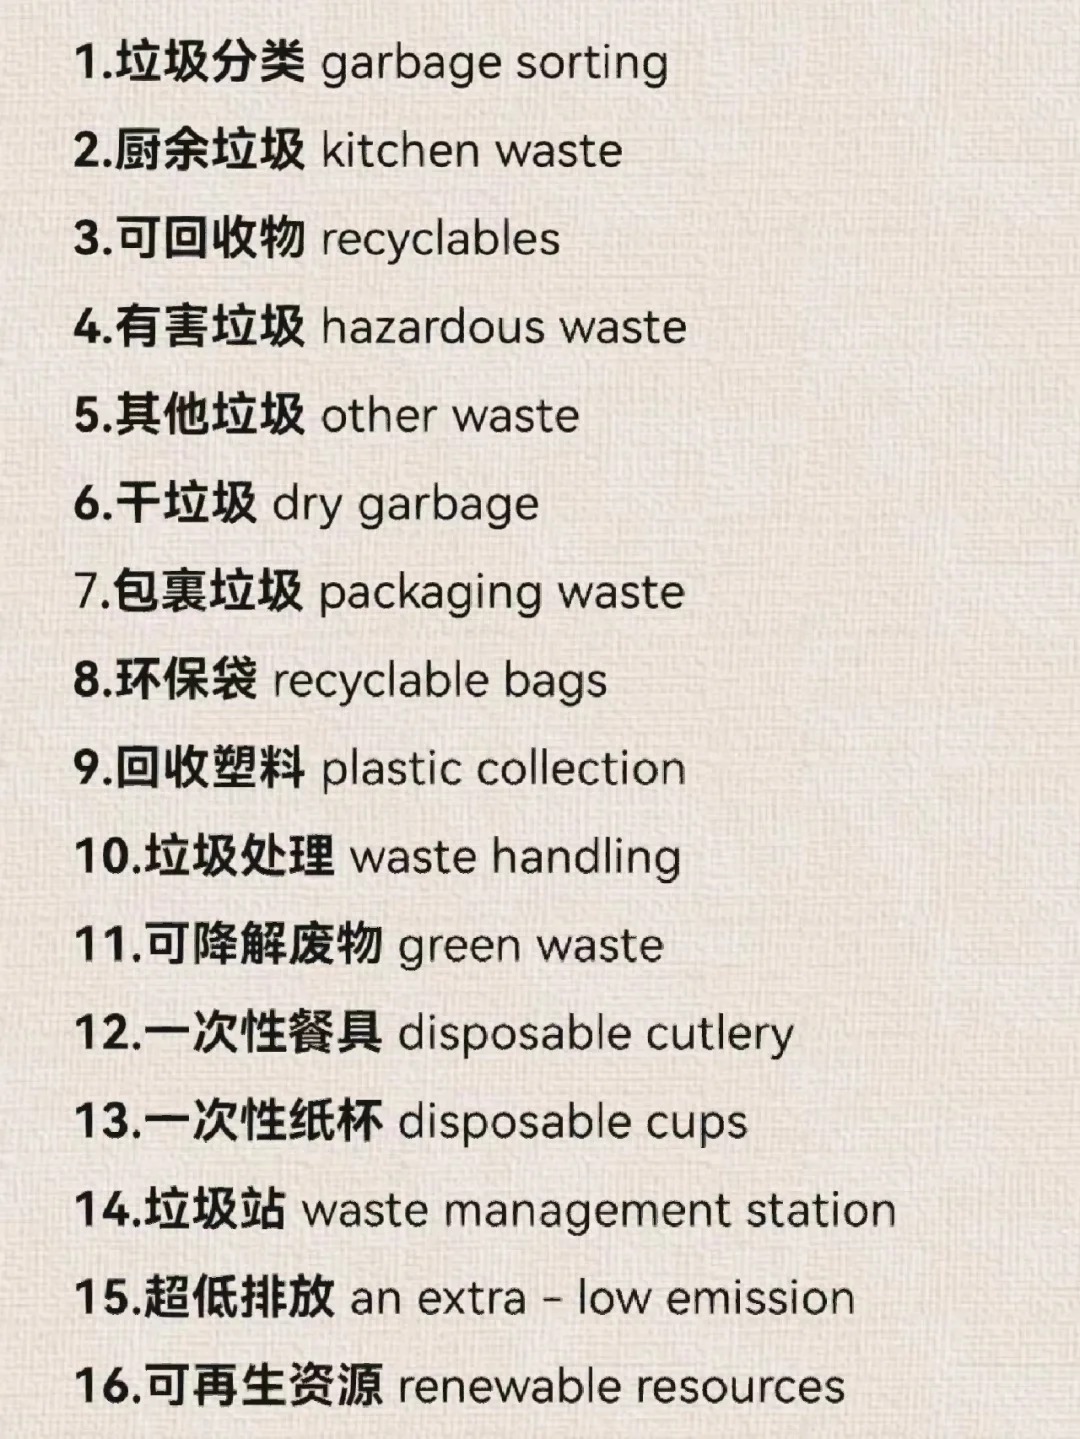 1.垃圾分类 garbage sorting
2.厨余垃圾 kitchen waste
3.可回收物 recyclables
4.有害垃圾 hazardous waste
5.其他垃圾 other waste
6.干垃圾 dry garbage
7.包裹垃圾 packaging waste
8.环保袋 recyclable bags
9.回收塑料 plastic collection
10.垃圾处理 waste handling
11.可降解废物 green waste
12.一次性餐具 disposable cutlery
13.一次性纸杯 disposable cups
14.垃圾站 waste management station
15.超低排放 an extra – low emission
16.可再生资源 renewable resources